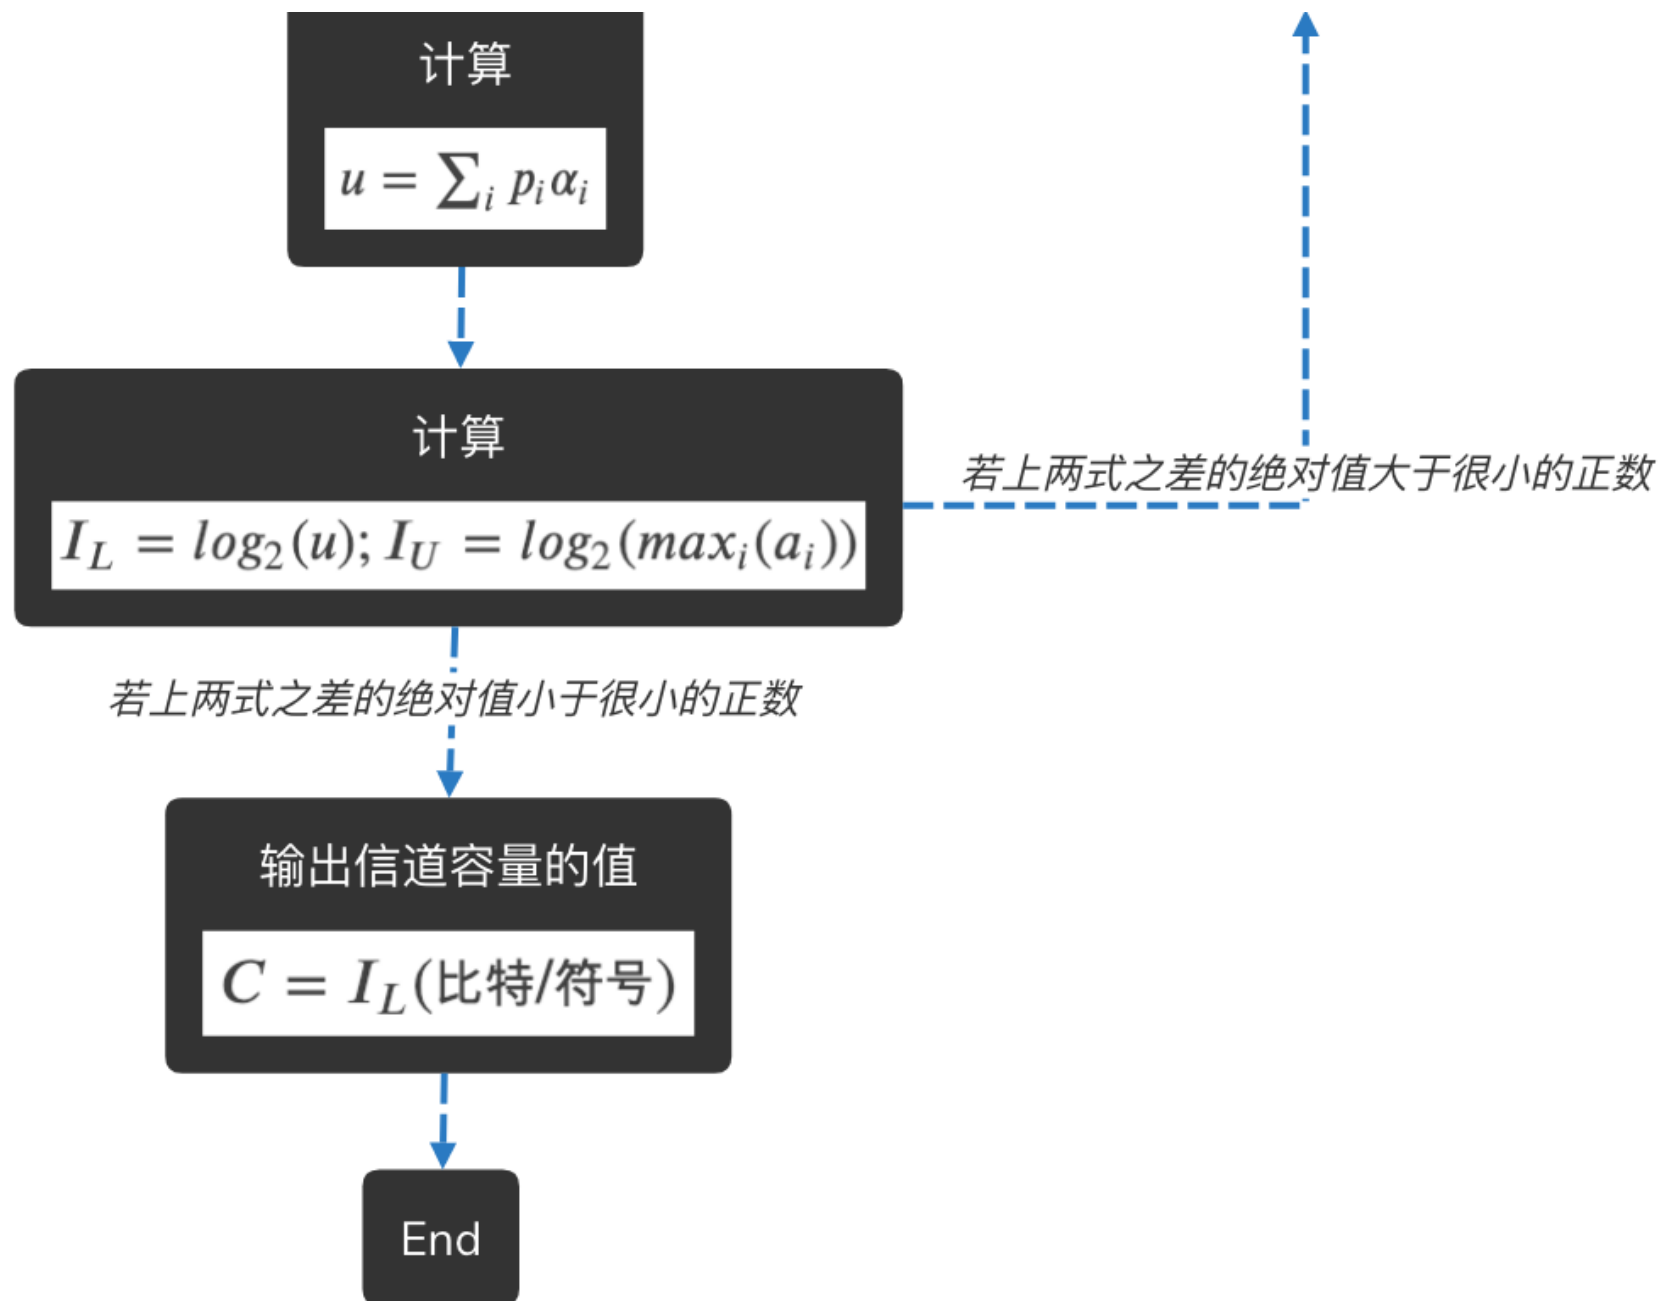 计算
u = ∑ᵢ pᵢαᵢ
计算
I_L = log₂(u); I_U = log₂(maxᵢ(aᵢ))
若上两式之差的绝对值大于很小的正数
若上两式之差的绝对值小于很小的正数
输出信道容量的值
C = I_L(比特/符号)
End